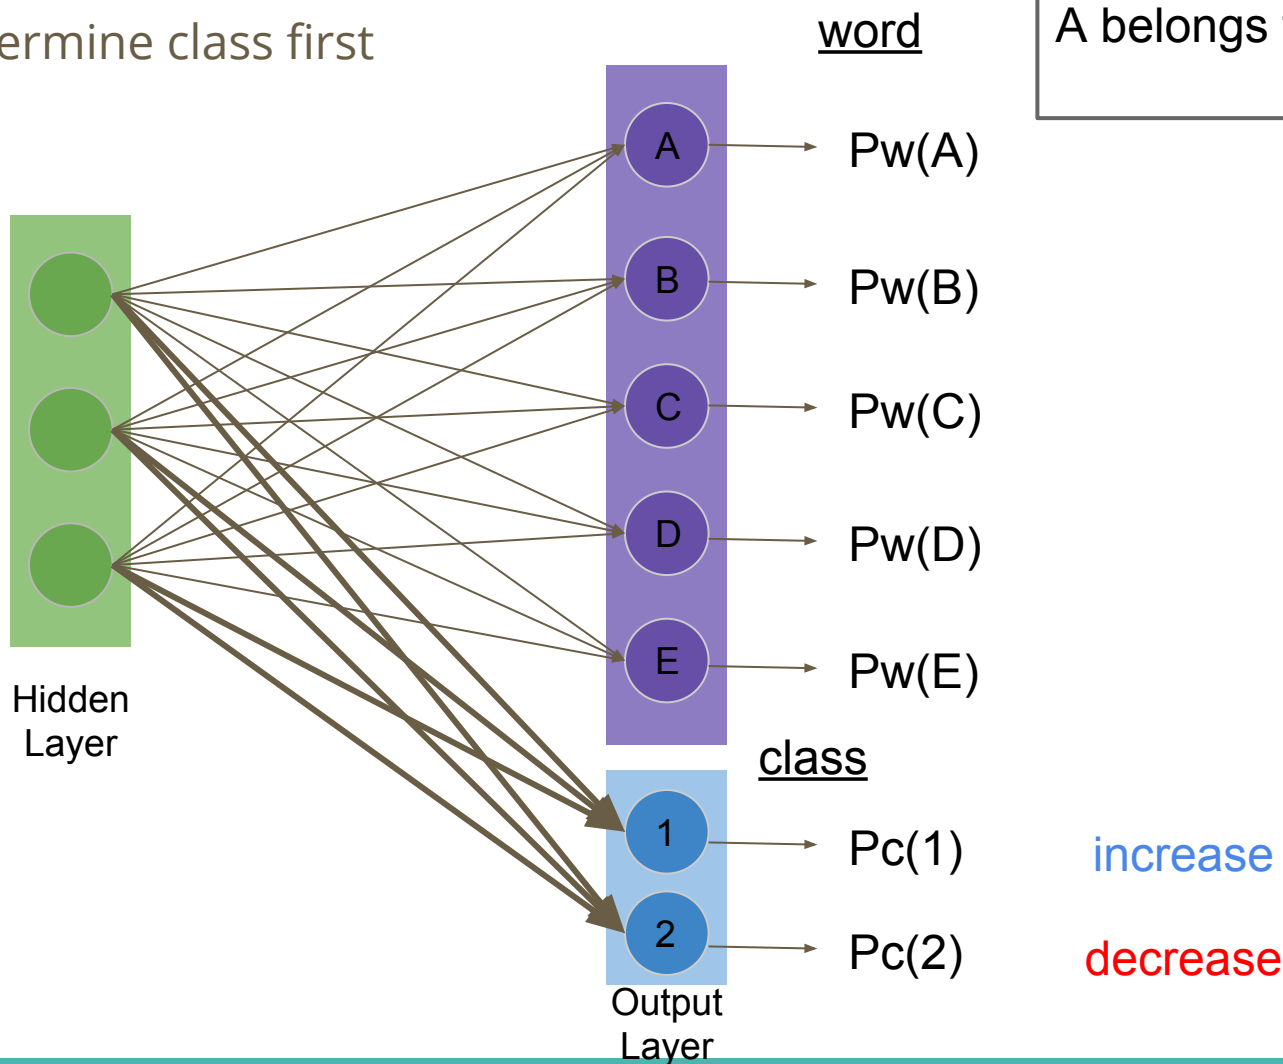 ermine class first
word
A belongs
A
Pw(A)
B
Pw(B)
C
Pw(C)
D
Pw(D)
E
Pw(E)
Hidden
Layer
class
1
Pc(1)
increase
2
Pc(2)
decrease
Output
Layer